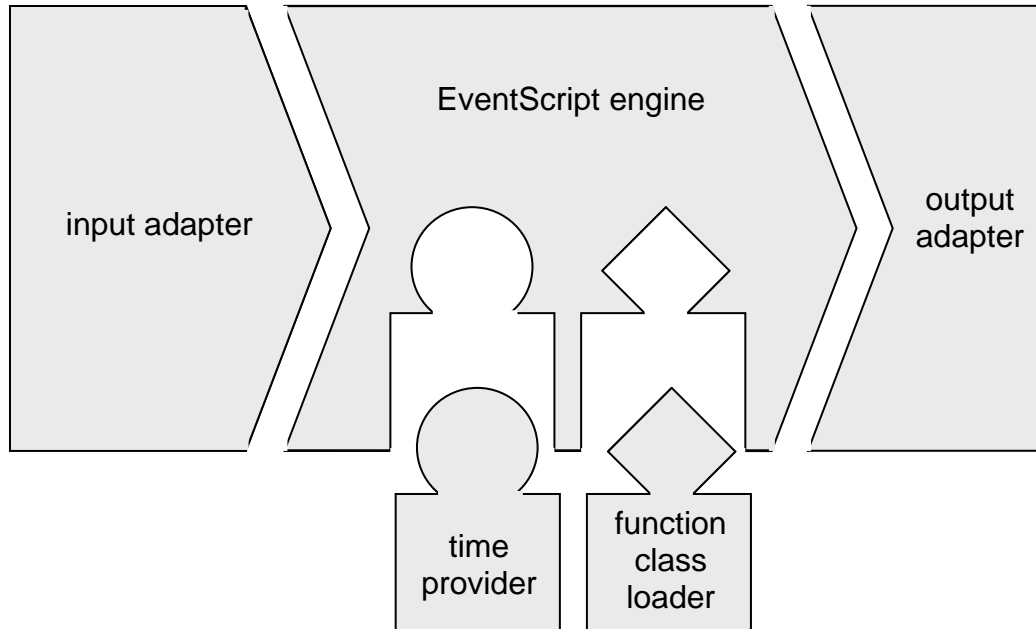 EventScript engine
input adapter
output
adapter
time
provider
function
class
loader